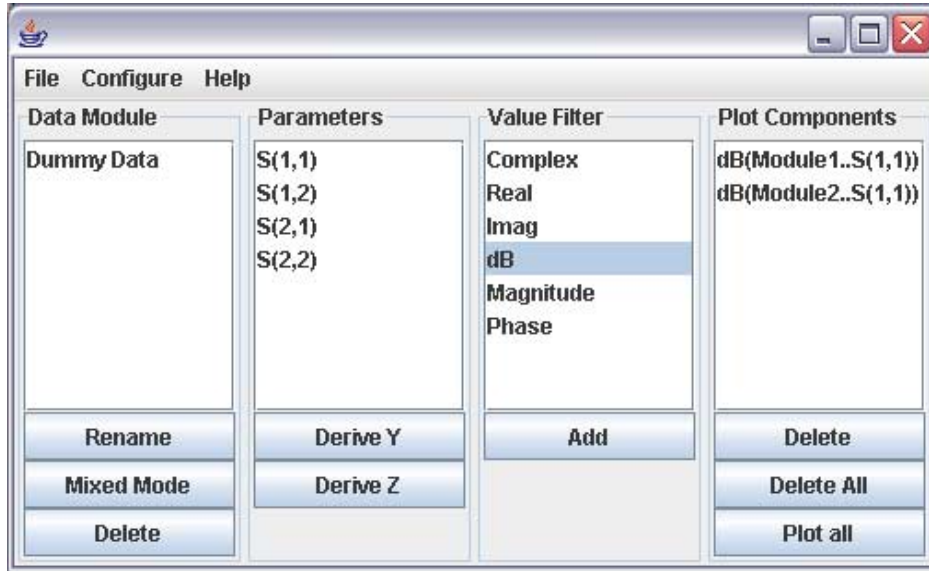 File Configure Help
Data Module
Dummy Data
Rename
Mixed Mode
Delete
Parameters
S(1,1)
S(1,2)
S(2,1)
S(2,2)
Derive Y
Derive Z
Value Filter
Complex
Real
Imag
dB
Magnitude
Phase
Add
Plot Components
dB(Module1..S(1,1))
dB(Module2..S(1,1))
Delete
Delete All
Plot all